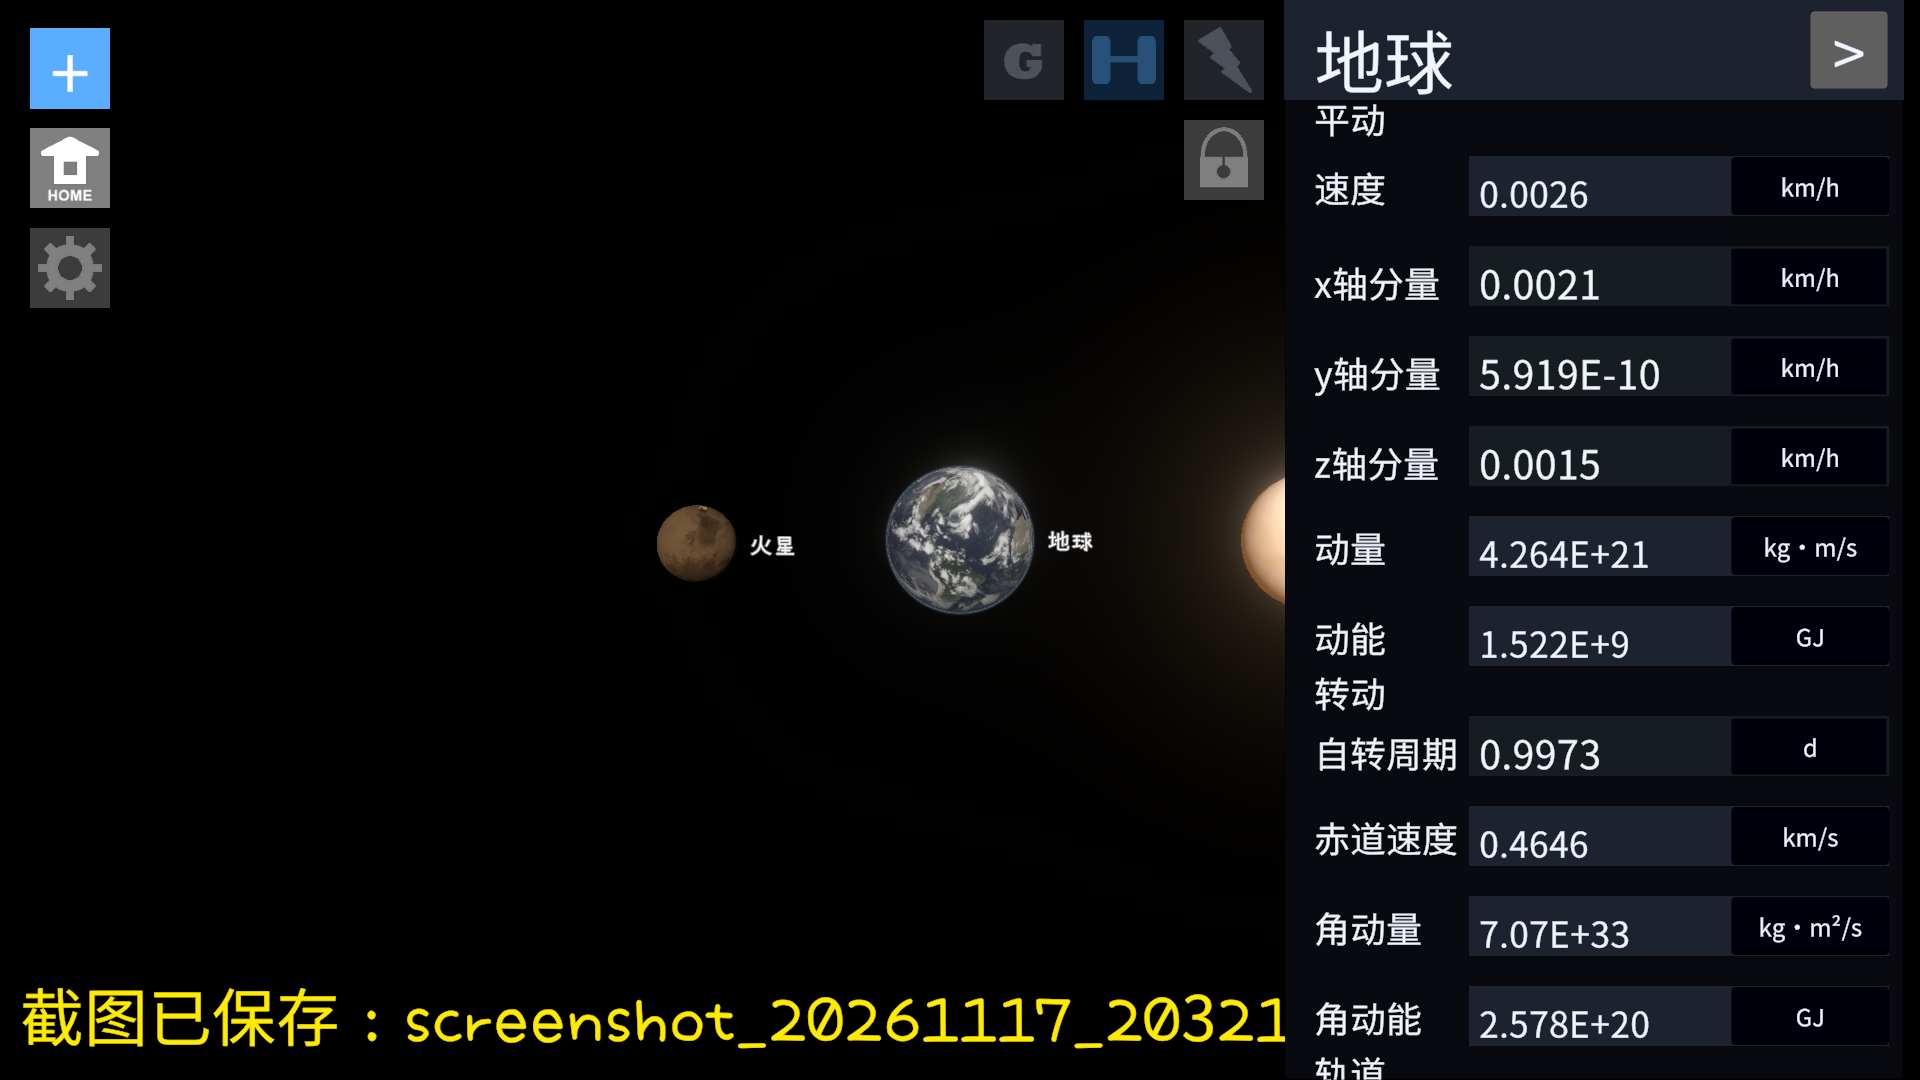 +
HOME
G
地球
>
平动
速度 0.0026 km/h
x轴分量 0.0021 km/h
y轴分量 5.919E-10 km/h
z轴分量 0.0015 km/h
动量 4.264E+21 kg·m/s
动能 1.522E+9 GJ
转动
自转周期 0.9973 d
赤道速度 0.4646 km/s
角动量 7.07E+33 kg·m²/s
角动能 2.578E+20 GJ
轨道
火星
地球
截图已保存：screenshot_20261117_20321